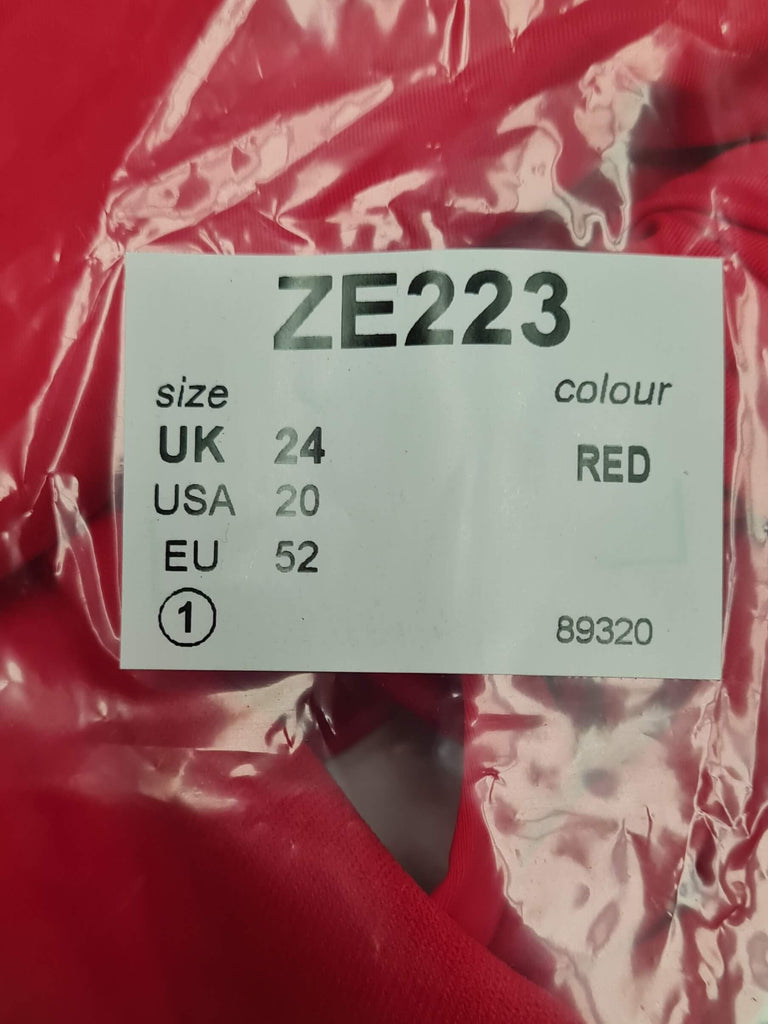 ZE223
size colour
UK 24 RED
USA 20
EU 52
1 89320